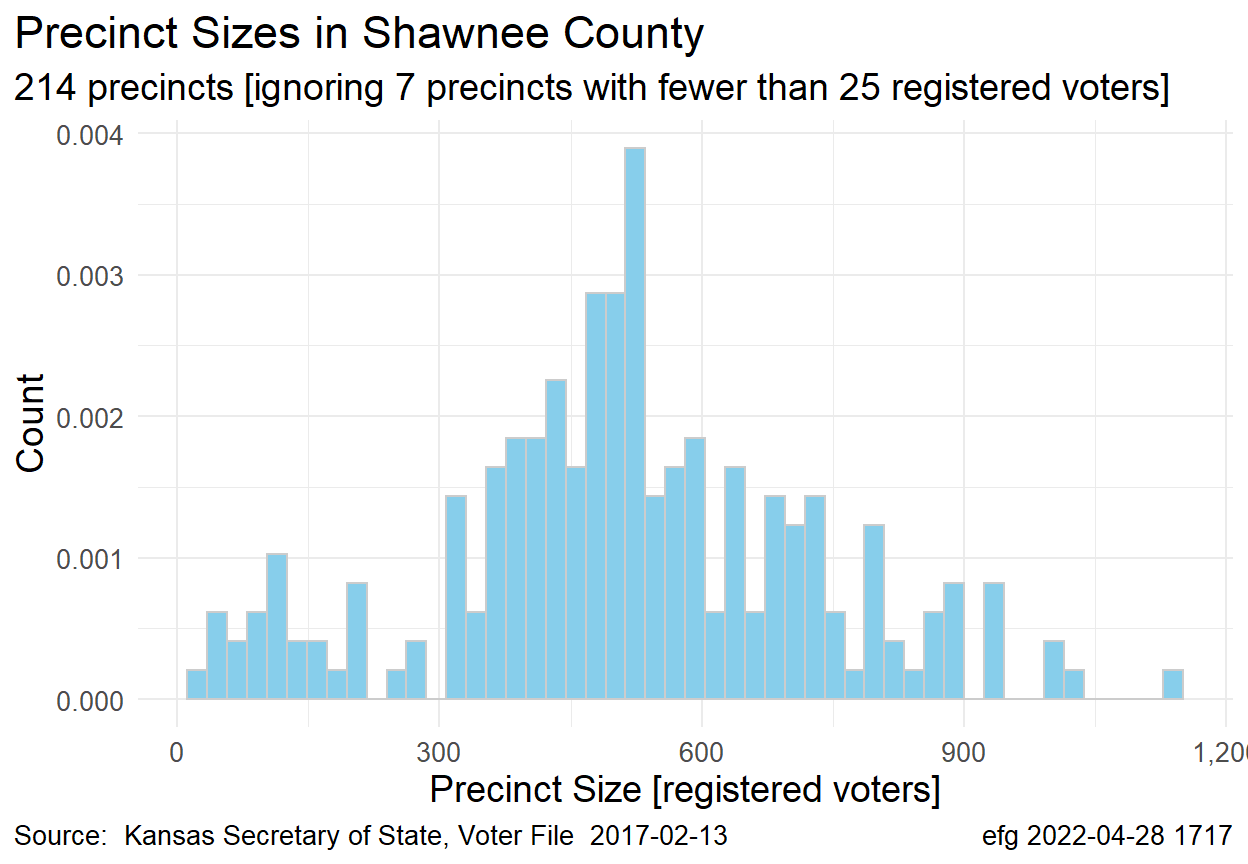 Precinct Sizes in Shawnee County
214 precincts [ignoring 7 precincts with fewer than 25 registered voters]
0.004
0.003
0.002
0.001
0.000
Count
0 300 600 900 1,200
Precinct Size [registered voters]
Source:  Kansas Secretary of State, Voter File  2017-02-13 efg 2022-04-28 1717